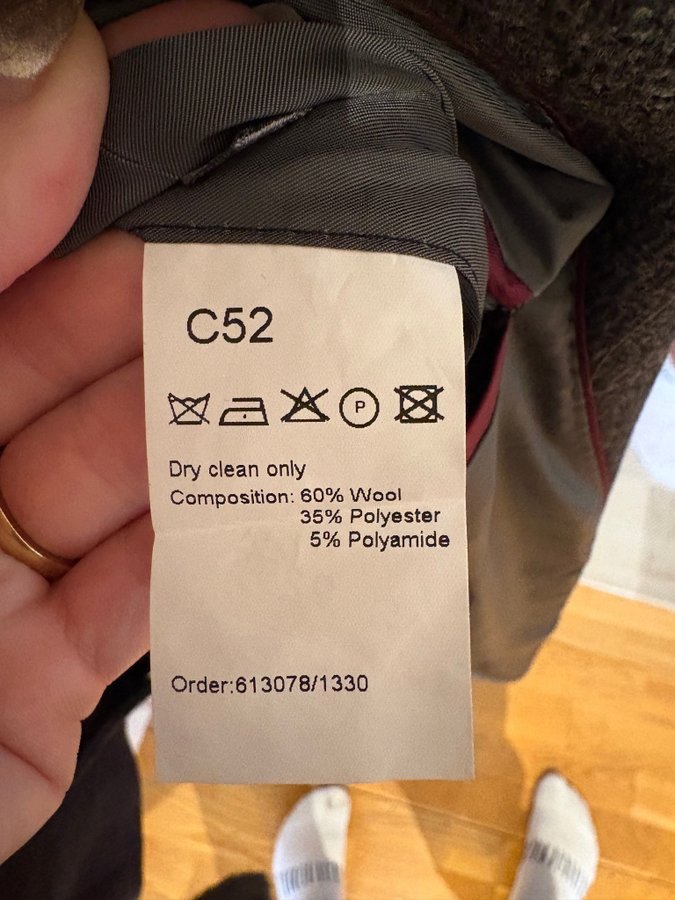 C52
P
Dry clean only
Composition: 60% Wool
35% Polyester
5% Polyamide
Order:613078/1330